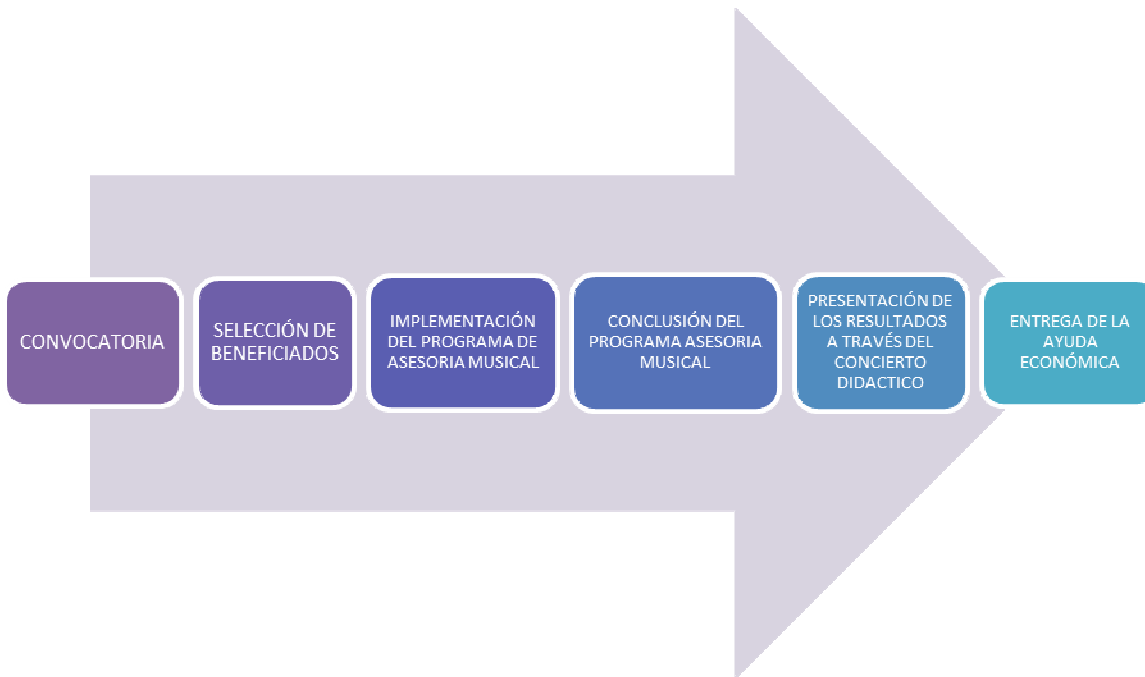 CONVOCATORIA
SELECCIÓN DE
BENEFICIADOS
IMPLEMENTACIÓN
DEL PROGRAMA DE
ASESORIA MUSICAL
CONCLUSIÓN DEL
PROGRAMA ASESORIA
MUSICAL
PRESENTACIÓN DE
LOS RESULTADOS
A TRAVÉS DEL
CONCIERTO
DIDACTICO
ENTREGA DE LA
AYUDA
ECONÓMICA